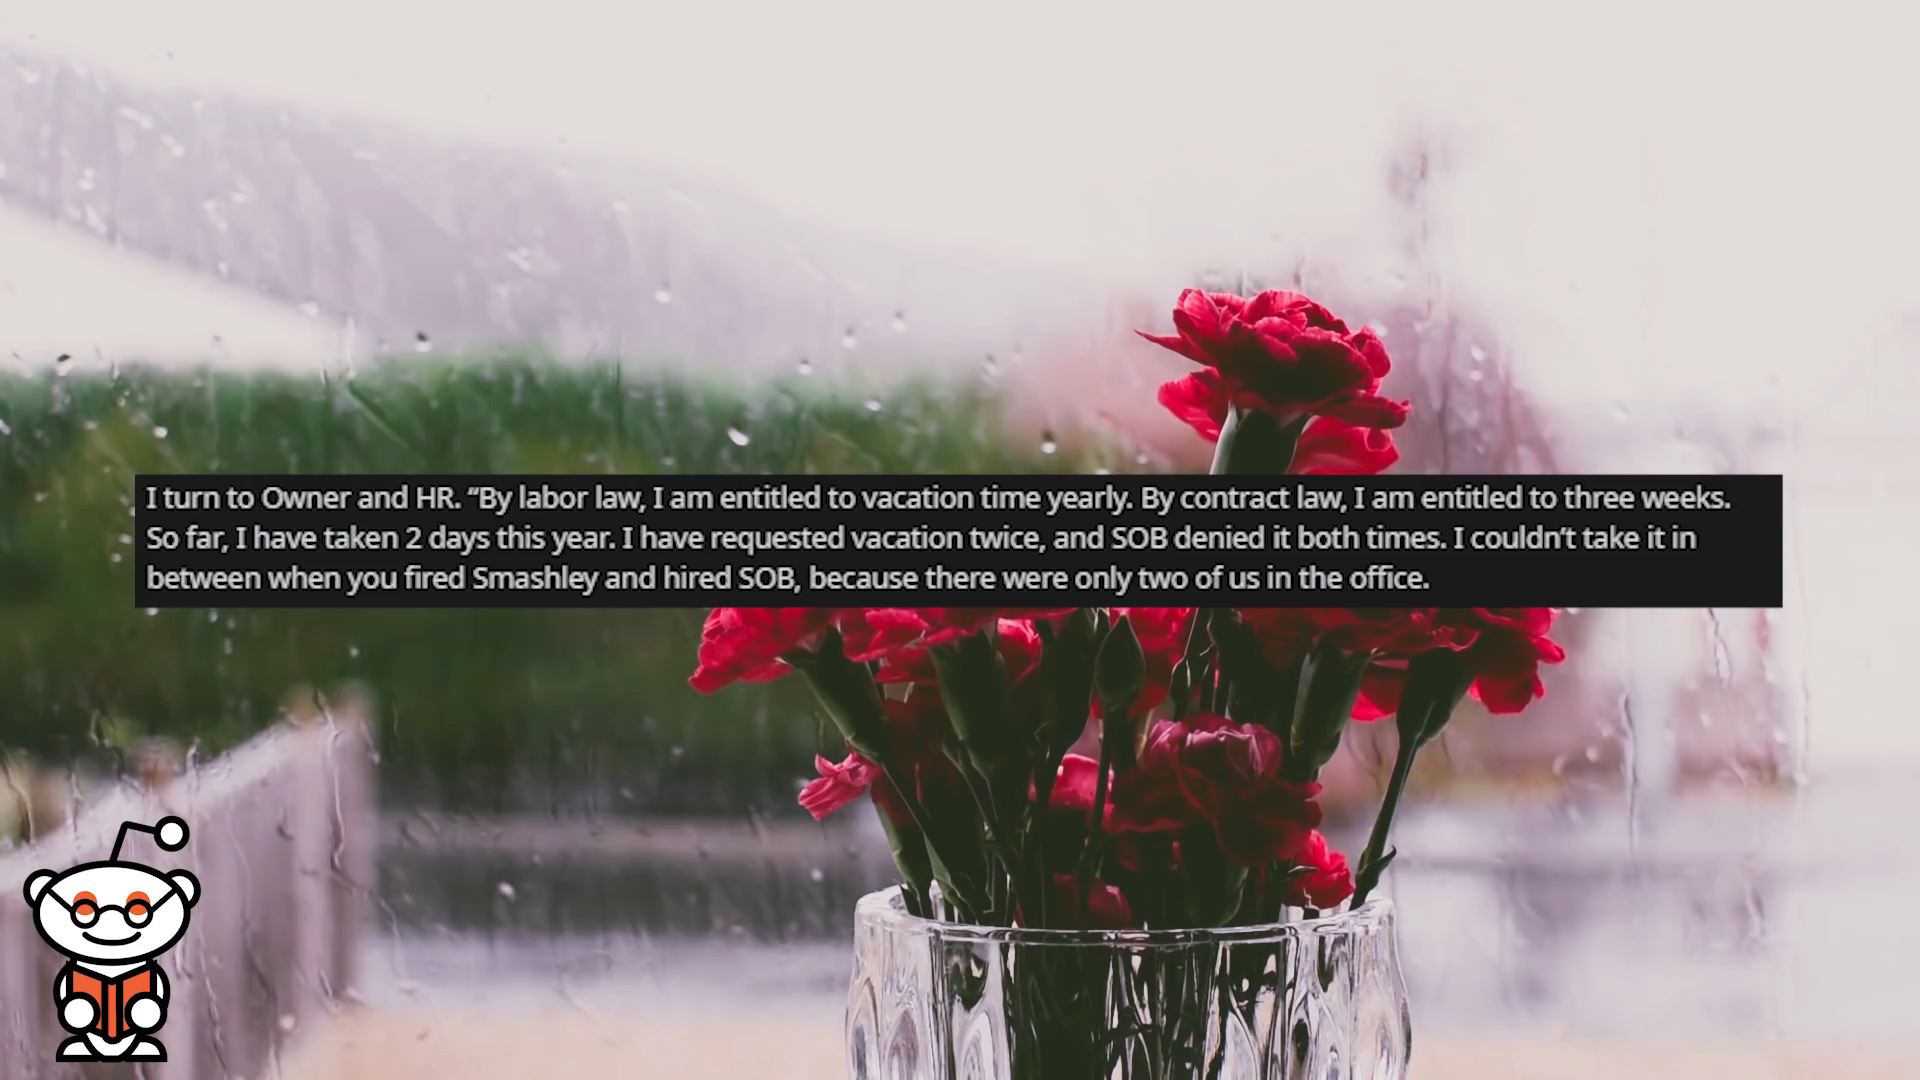 I turn to Owner and HR. “By labor law, I am entitled to vacation time yearly. By contract law, I am entitled to three weeks.
So far, I have taken 2 days this year. I have requested vacation twice, and SOB denied it both times. I couldn’t take it in
between when you fired Smashley and hired SOB, because there were only two of us in the office.